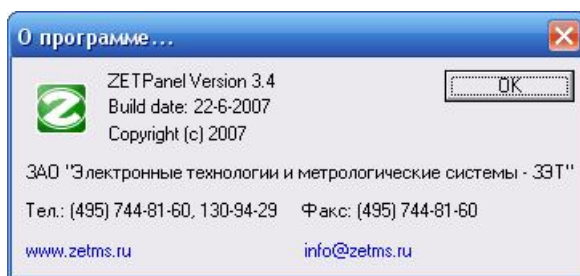 О программе...
ZETPanel Version 3.4
OK
Build date: 22-6-2007
Copyright (c) 2007
ЗАО "Электронные технологии и метрологические системы - ЗЭТ"
Тел.: (495) 744-81-60, 130-94-29 Факс: (495) 744-81-60
www.zetms.ru info@zetms.ru